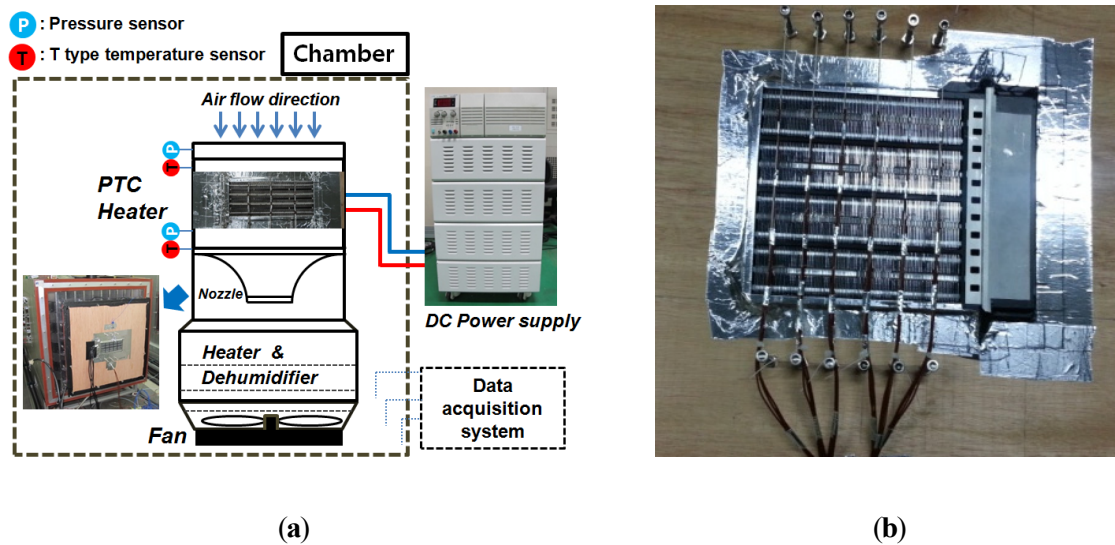 P : Pressure sensor
T : T type temperature sensor
Chamber
Air flow direction
P
T
PTC
Heater
P
T
Nozzle
DC Power supply
Heater &
Dehumidifier
Data
acquisition
system
Fan
(a)
(b)